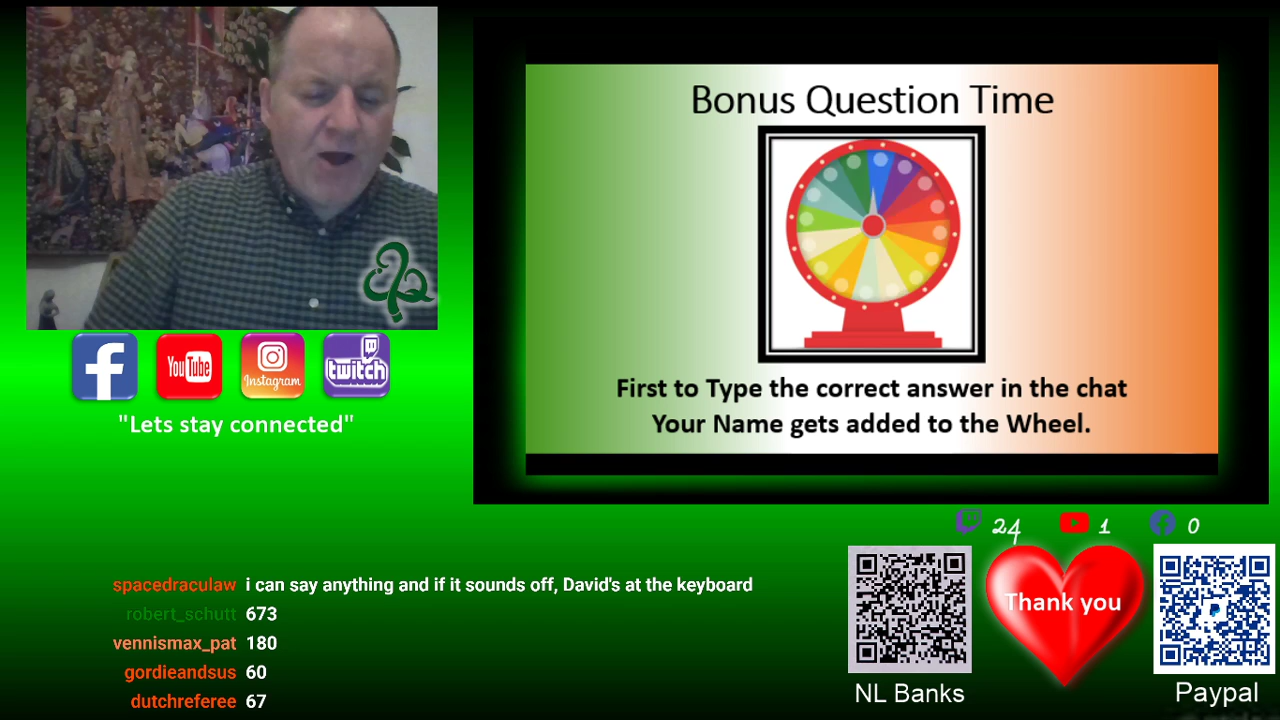 Bonus Question Time
First to Type the correct answer in the chat
Your Name gets added to the Wheel.
f
YouTube
Instagram
twitch
"Lets stay connected"
24
1
0
spacedraculaw i can say anything and if it sounds off, David's at the keyboard
robert_schutt 673
vennismax_pat 180
gordieandsus 60
dutchreferee 67
Thank you
NL Banks
Paypal